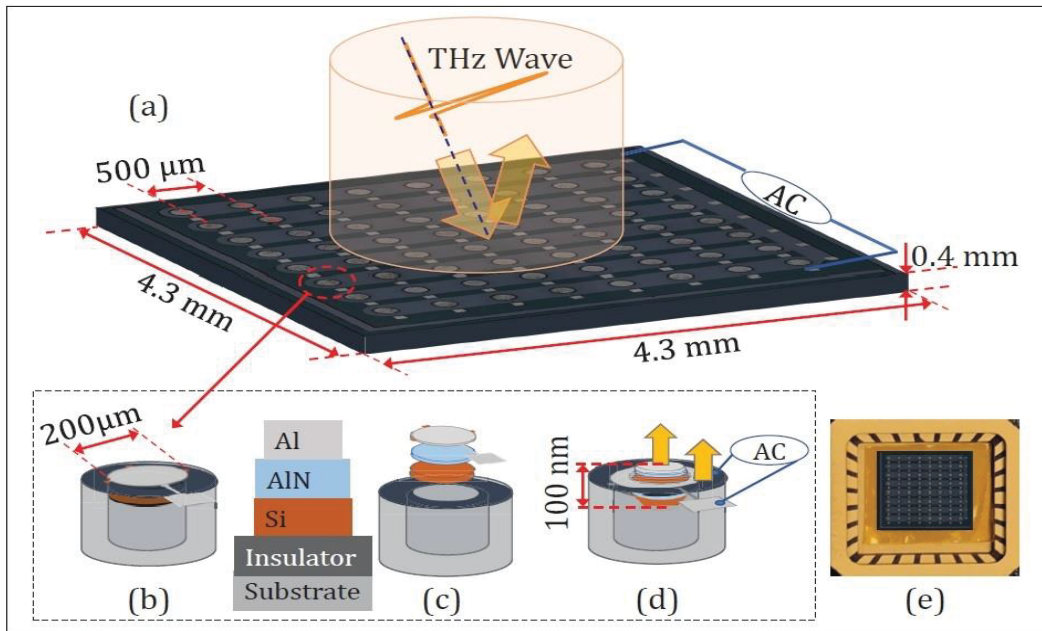 THz Wave
(a)
500 μm
AC
0.4 mm
4.3 mm
4.3 mm
200μm
Al
AlN
Si
Insulator
Substrate
100 nm
AC
(b)
(c)
(d)
(e)